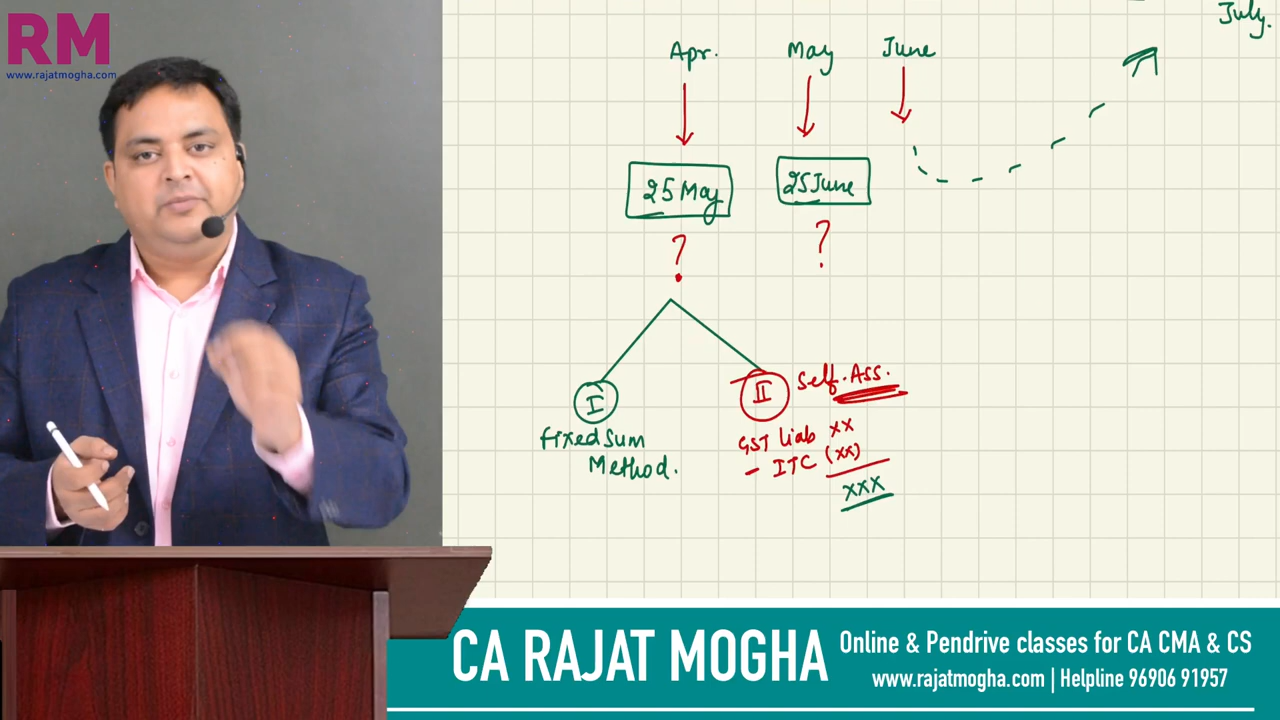 RM
www.rajatmogha.com
July.
Apr. May June
25 May 25 June
? ?
I II Self. Ass.
fixed Sum
Method.
GST liab xx
- ITC (xx)
xxx
CA RAJAT MOGHA
Online & Pendrive classes for CA CMA & CS
www.rajatmogha.com | Helpline 96906 91957